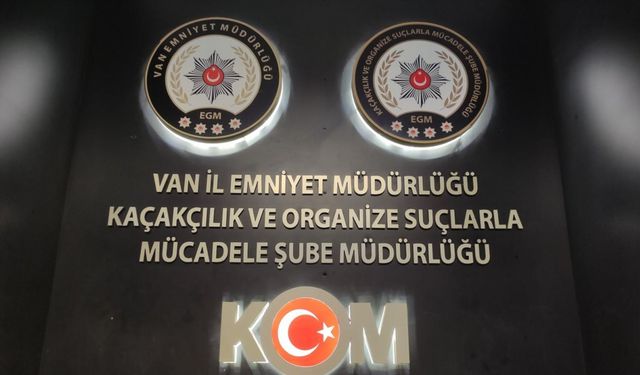 VAN EMNİYET MÜDÜRLÜĞÜ
EGM
KAÇAKÇILIK VE ORGANİZE SUÇLARLA MÜCADELE ŞUBE MÜDÜRLÜĞÜ
EGM
VAN İL EMNİYET MÜDÜRLÜĞÜ
KAÇAKÇILIK VE ORGANİZE SUÇLARLA
MÜCADELE ŞUBE MÜDÜRLÜĞÜ
KOM